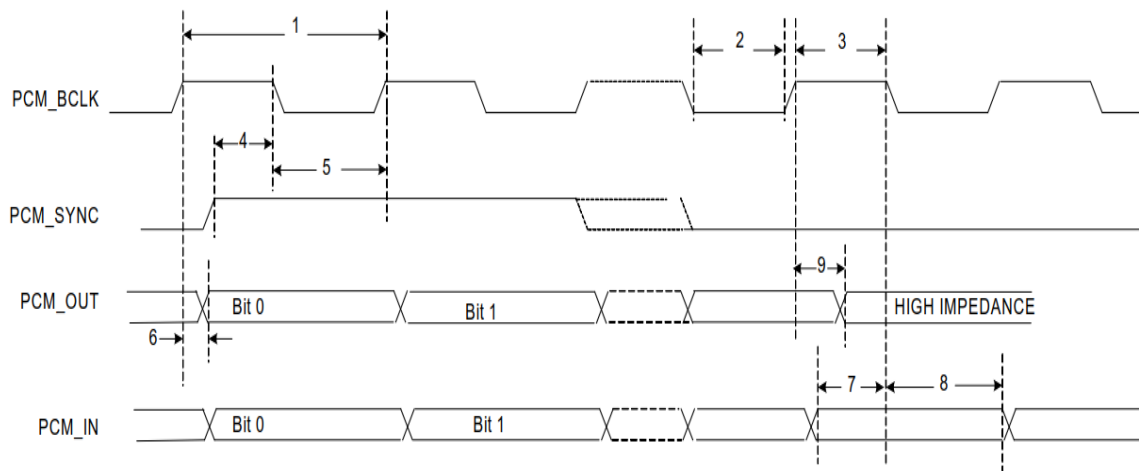 1
2
3
PCM_BCLK
4
5
PCM_SYNC
9
PCM_OUT
Bit 0
Bit 1
HIGH IMPEDANCE
6
7
8
PCM_IN
Bit 0
Bit 1